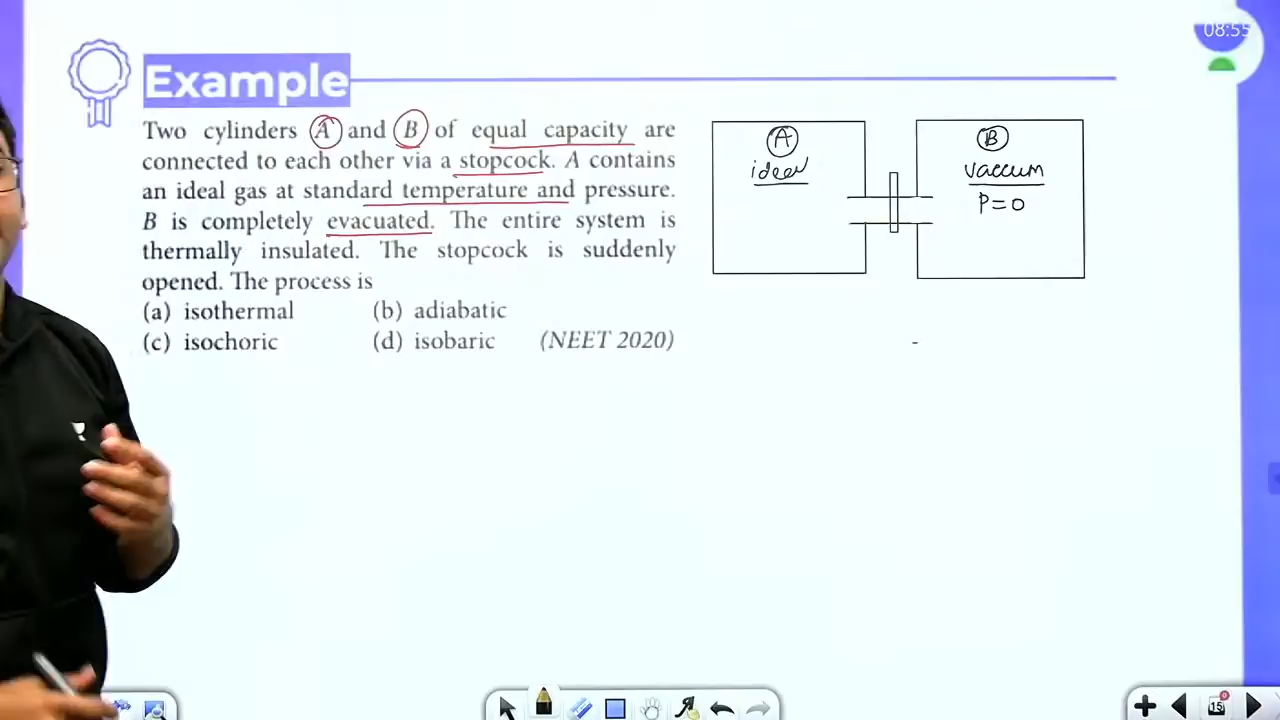 08:55
Example
Two cylinders A and B of equal capacity are
connected to each other via a stopcock. A contains
an ideal gas at standard temperature and pressure.
B is completely evacuated. The entire system is
thermally insulated. The stopcock is suddenly
opened. The process is
(a) isothermal (b) adiabatic
(c) isochoric (d) isobaric (NEET 2020)
A
ideal
B
vaccum
P=0
15